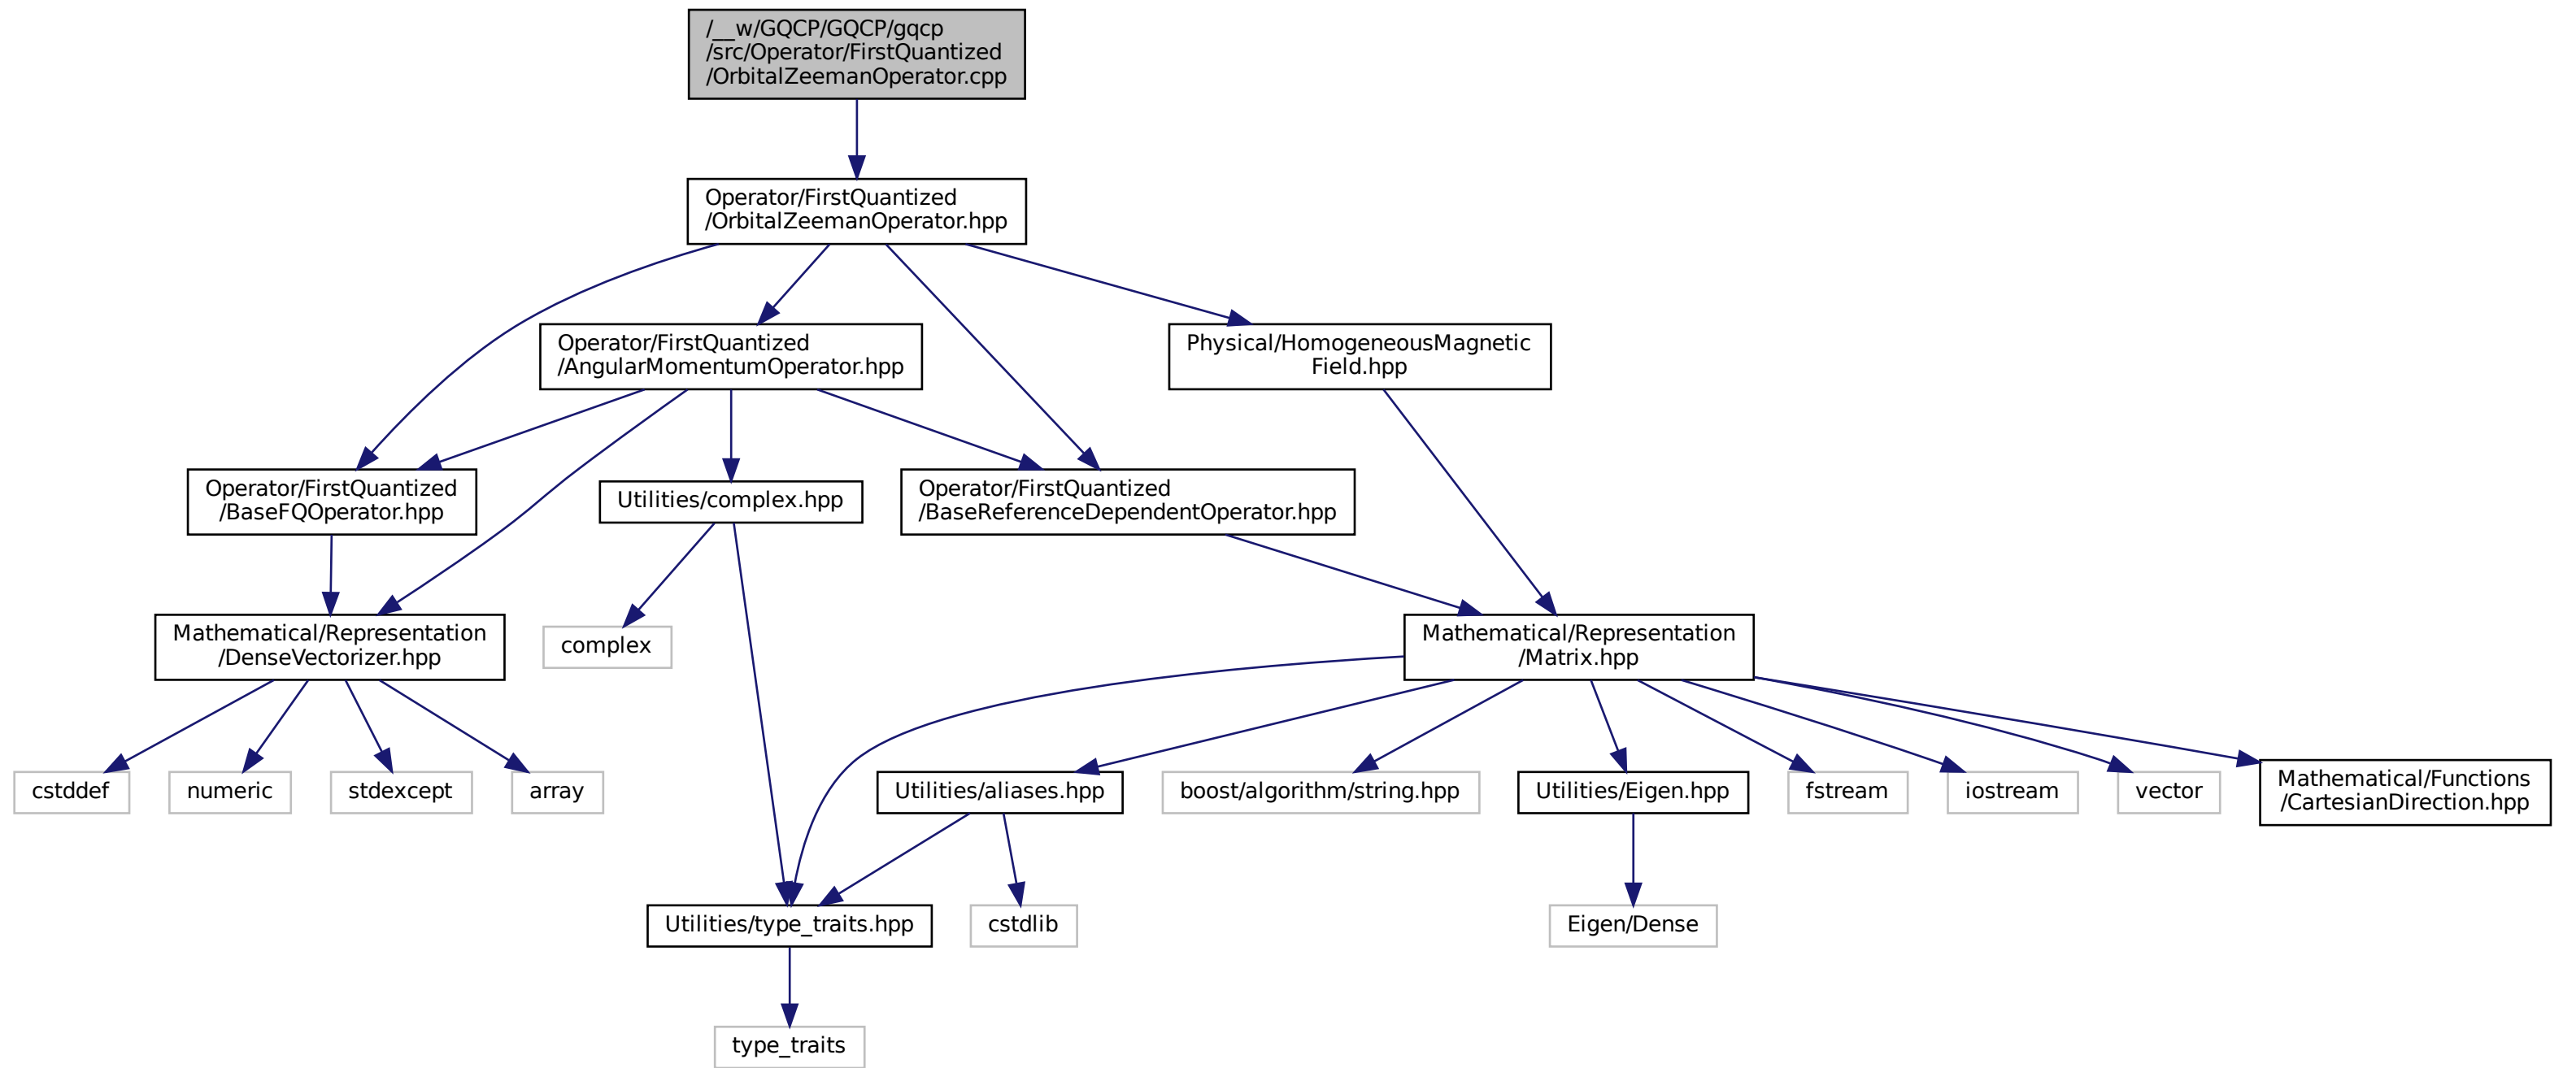 /__w/GQCP/GQCP/gqcp
/src/Operator/FirstQuantized
/OrbitalZeemanOperator.cpp
Operator/FirstQuantized
/OrbitalZeemanOperator.hpp
Operator/FirstQuantized
/AngularMomentumOperator.hpp
Physical/HomogeneousMagnetic
Field.hpp
Operator/FirstQuantized
/BaseFQOperator.hpp
Utilities/complex.hpp
Operator/FirstQuantized
/BaseReferenceDependentOperator.hpp
Mathematical/Representation
/DenseVectorizer.hpp
complex
Mathematical/Representation
/Matrix.hpp
cstddef
numeric
stdexcept
array
Utilities/aliases.hpp
boost/algorithm/string.hpp
Utilities/Eigen.hpp
fstream
iostream
vector
Mathematical/Functions
/CartesianDirection.hpp
Utilities/type_traits.hpp
cstdlib
Eigen/Dense
type_traits